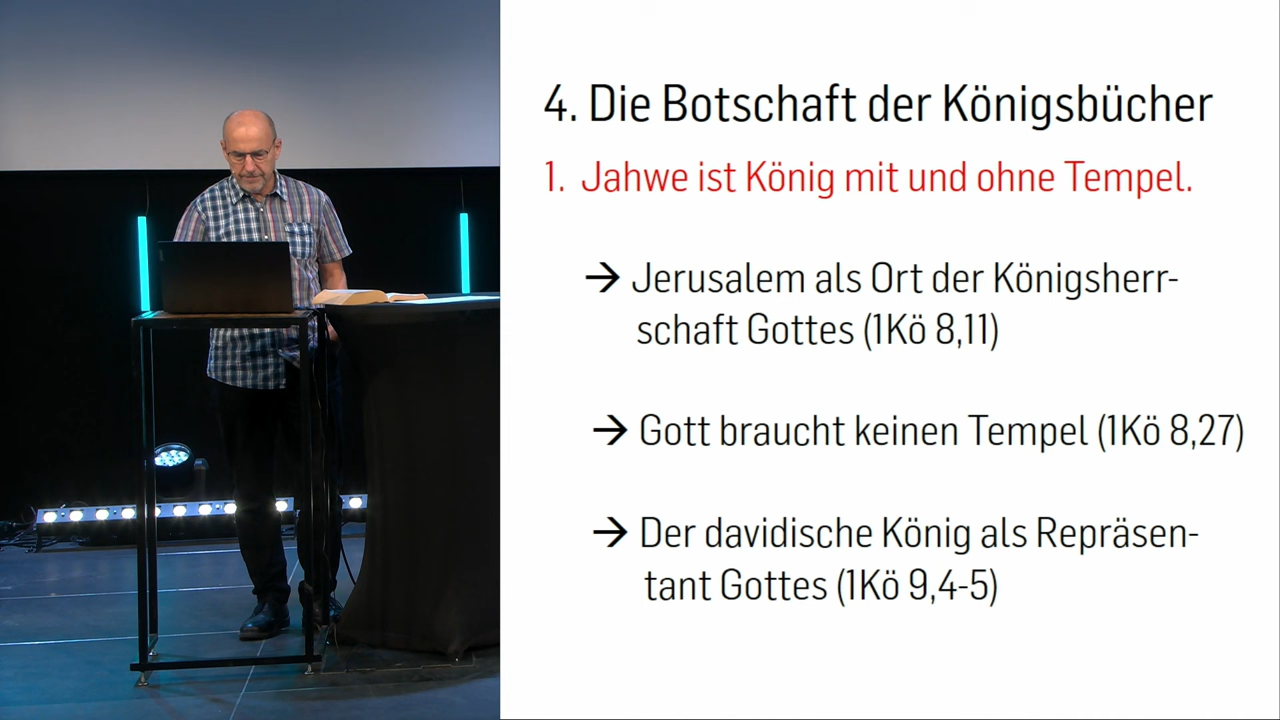 4. Die Botschaft der Königsbücher
1. Jahwe ist König mit und ohne Tempel.
→ Jerusalem als Ort der Königsherr-
schaft Gottes (1Kö 8,11)
→ Gott braucht keinen Tempel (1Kö 8,27)
→ Der davidische König als Repräsen-
tant Gottes (1Kö 9,4-5)